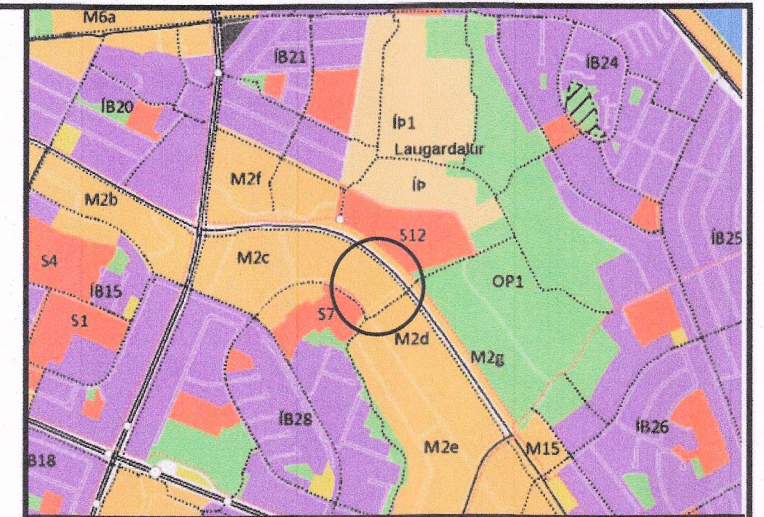 M6a
ÍB21
ÍB24
ÍB20
ÍÞ1
Laugardalur
M2f
ÍÞ
M2b
S12
ÍB25
S4
M2c
OP1
ÍB15
S1
S7
M2d
M2g
ÍB28
ÍB26
M2e
M15
B18